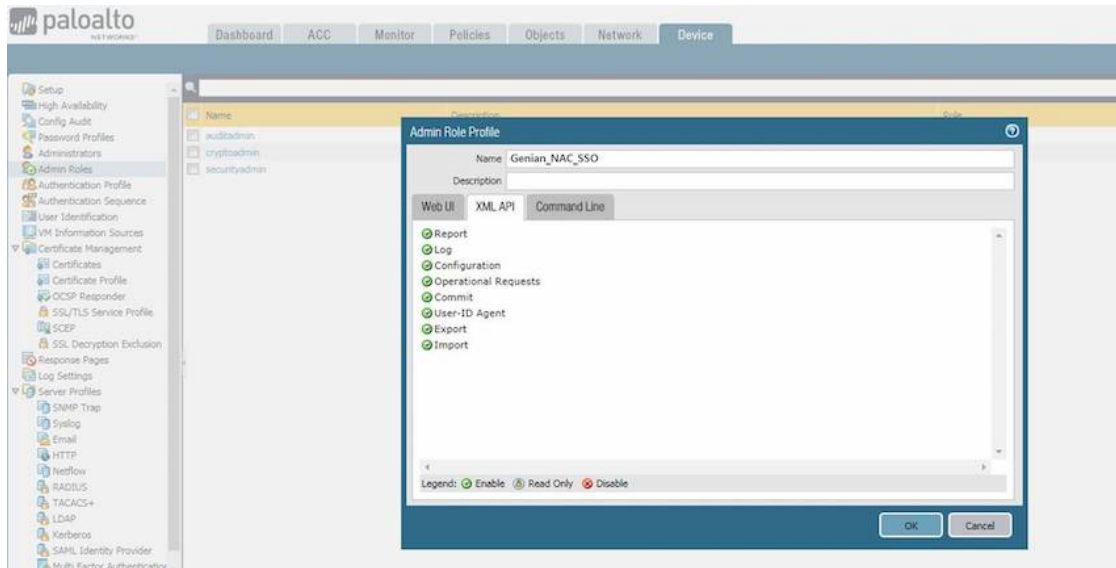 paloalto
NETWORKS
Dashboard ACC Monitor Policies Objects Network Device
Setup
High Availability
Config Audit
Password Profiles
Administrators
Admin Roles
Authentication Profile
Authentication Sequence
User Identification
VM Information Sources
Certificate Management
Certificates
Certificate Profile
OCSP Responder
SSL/TLS Service Profile
SCEP
SSL Decryption Exclusion
Response Pages
Log Settings
Server Profiles
SNMP Trap
Syslog
Email
HTTP
Netflow
RADIUS
TACACS+
LDAP
Kerberos
SAML Identity Provider
Multi Factor Authentication
Name Description Role
auditadmin
cryptoadmin
securityadmin
Admin Role Profile
Name Genian_NAC_SSO
Description
Web UI XML API Command Line
Report
Log
Configuration
Operational Requests
Commit
User-ID Agent
Export
Import
Legend: Enable Read Only Disable
OK Cancel